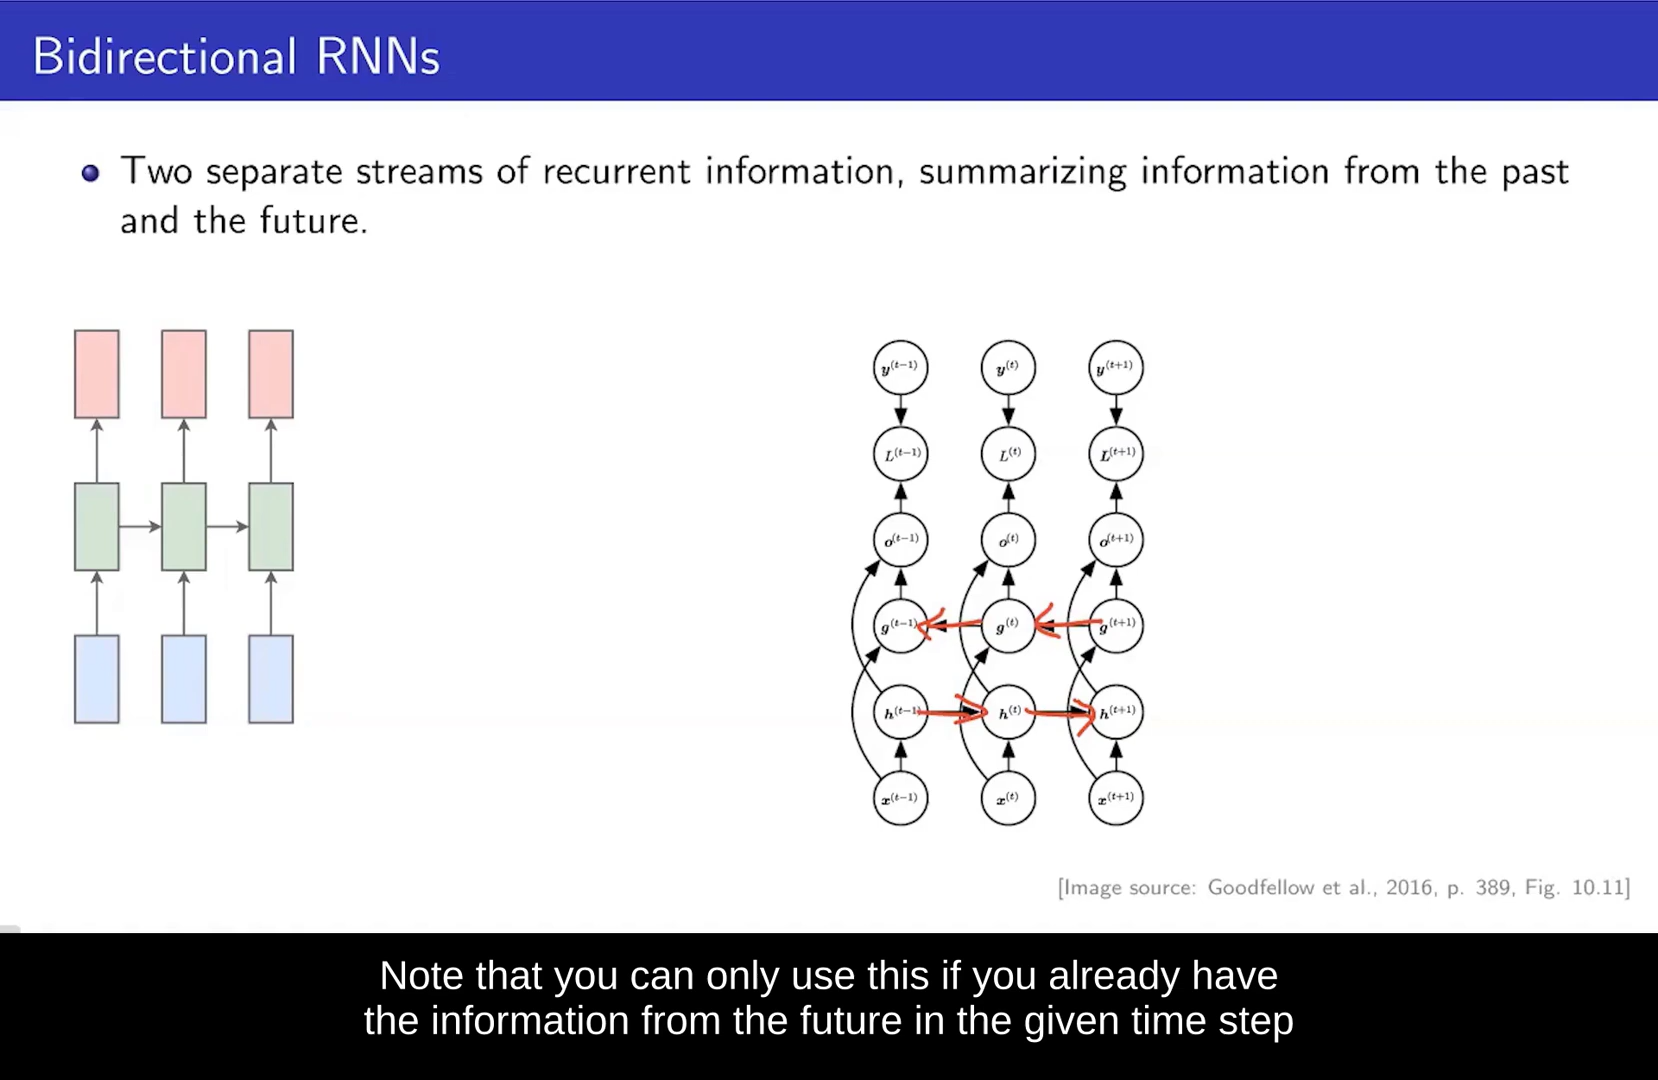 Bidirectional RNNs
Two separate streams of recurrent information, summarizing information from the past
and the future.
y^(t−1) y^(t) y^(t+1)
L^(t−1) L^(t) L^(t+1)
o^(t−1) o^(t) o^(t+1)
g^(t−1) g^(t) g^(t+1)
h^(t−1) h^(t) h^(t+1)
x^(t−1) x^(t) x^(t+1)
[Image source: Goodfellow et al., 2016, p. 389, Fig. 10.11]
Note that you can only use this if you already have
the information from the future in the given time step